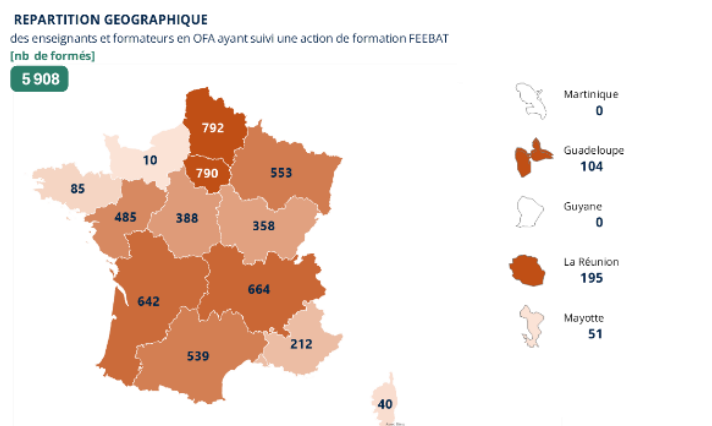 REPARTITION GEOGRAPHIQUE
des enseignants et formateurs en OFA ayant suivi une action de formation FEEBAT
[nb de formés]
5 908
792
10
790
553
85
485
388
358
642
664
539
212
40
Martinique
0
Guadeloupe
104
Guyane
0
La Réunion
195
Mayotte
51